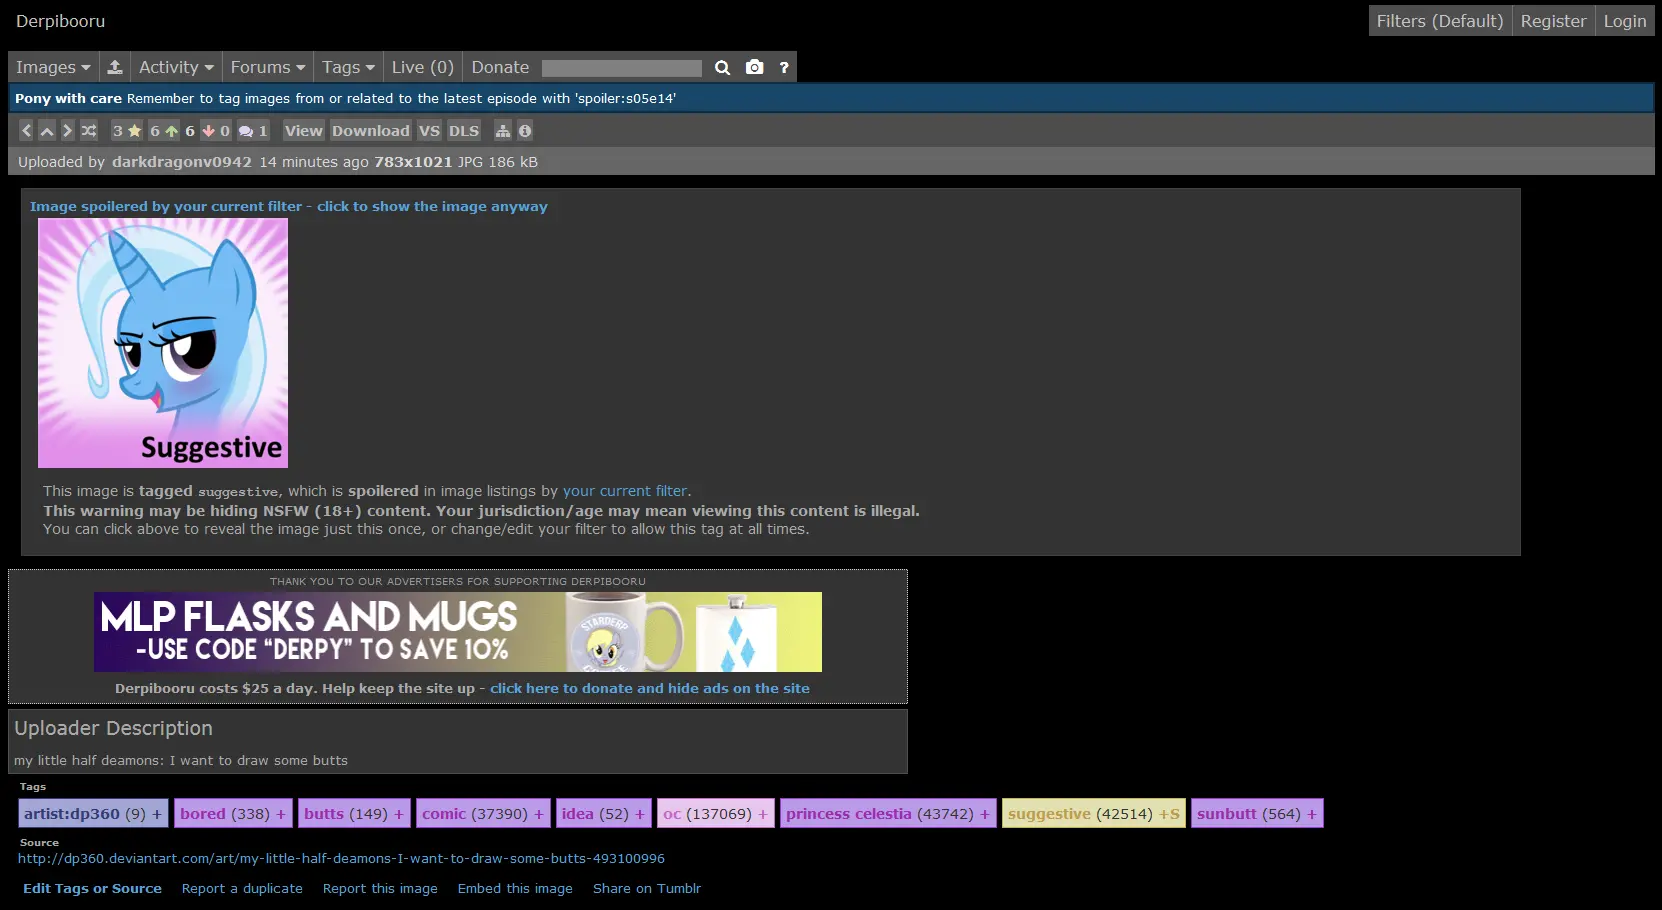 Derpibooru
Filters (Default) Register Login
Images Activity Forums Tags Live (0) Donate ?
Pony with care Remember to tag images from or related to the latest episode with 'spoiler:s05e14'
3 6 6 0 1 View Download VS DLS
Uploaded by darkdragonv0942 14 minutes ago 783x1021 JPG 186 kB
Image spoilered by your current filter - click to show the image anyway
Suggestive
This image is tagged suggestive, which is spoilered in image listings by your current filter.
This warning may be hiding NSFW (18+) content. Your jurisdiction/age may mean viewing this content is illegal.
You can click above to reveal the image just this once, or change/edit your filter to allow this tag at all times.
THANK YOU TO OUR ADVERTISERS FOR SUPPORTING DERPIBOORU
MLP FLASKS AND MUGS
-USE CODE “DERPY” TO SAVE 10%
STARDERP
Derpibooru costs $25 a day. Help keep the site up - click here to donate and hide ads on the site
Uploader Description
my little half deamons: I want to draw some butts
Tags
artist:dp360 (9) + bored (338) + butts (149) + comic (37390) + idea (52) + oc (137069) + princess celestia (43742) + suggestive (42514) +S sunbutt (564) +
Source
http://dp360.deviantart.com/art/my-little-half-deamons-I-want-to-draw-some-butts-493100996
Edit Tags or Source Report a duplicate Report this image Embed this image Share on Tumblr